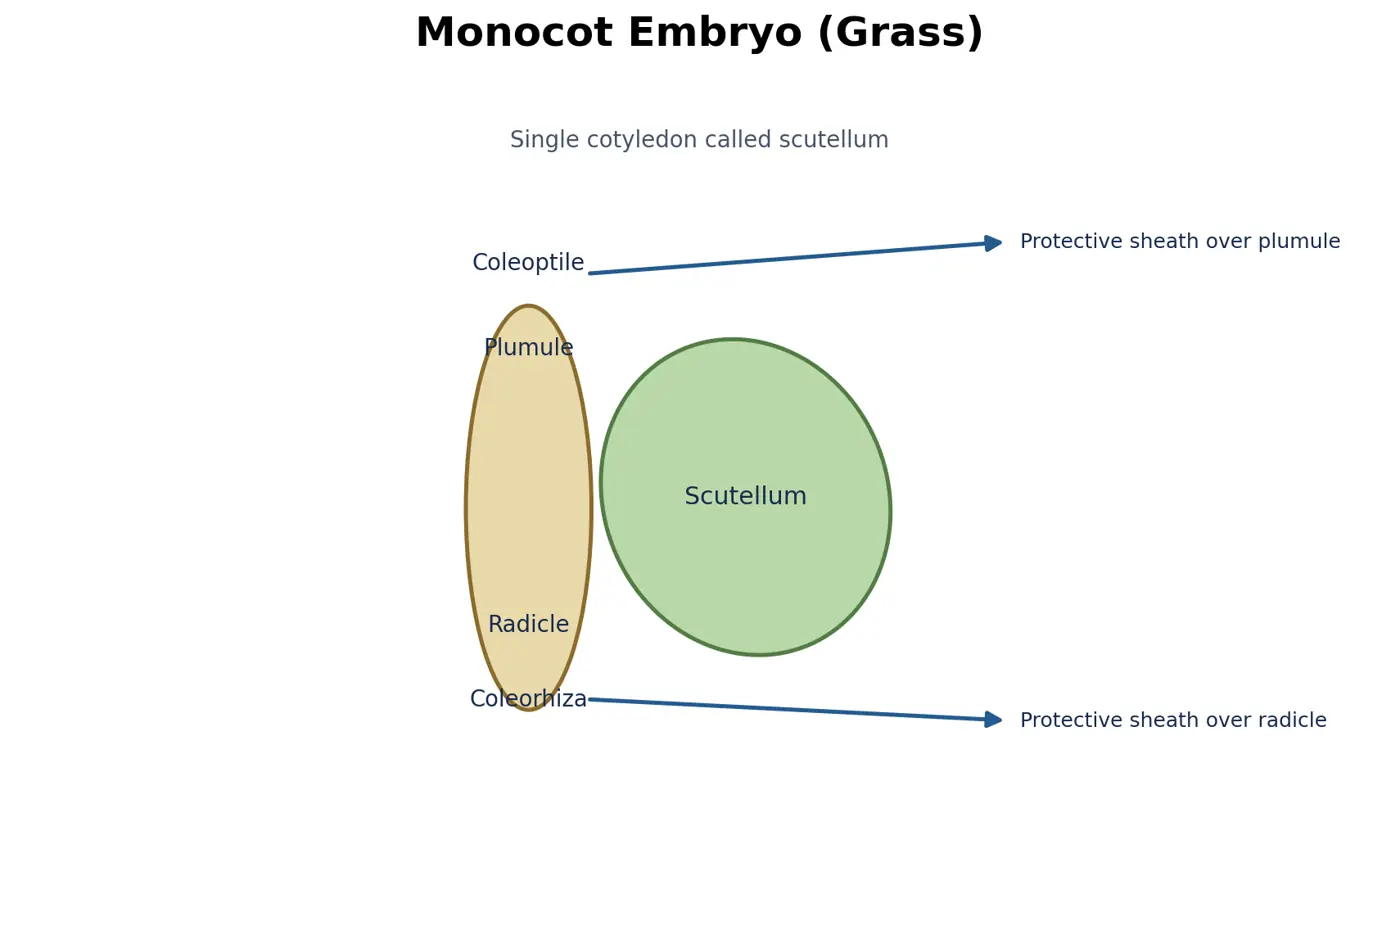 Monocot Embryo (Grass)
Single cotyledon called scutellum
Protective sheath over plumule
Coleoptile
Plumule
Scutellum
Radicle
Coleorhiza
Protective sheath over radicle